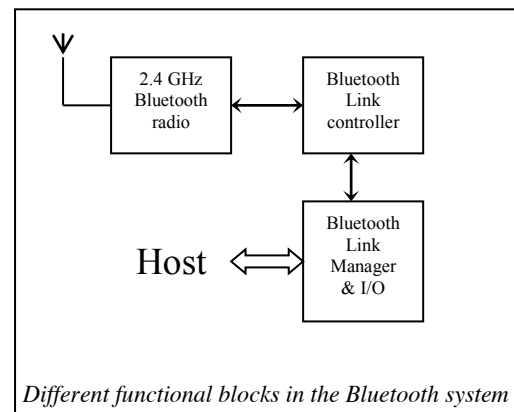 2.4 GHz
Bluetooth
radio
Bluetooth
Link
controller
Bluetooth
Link
Manager
& I/O
Host
Different functional blocks in the Bluetooth system